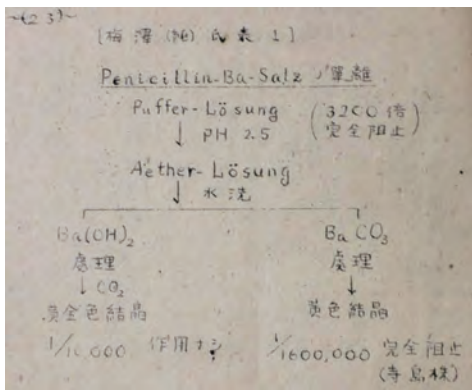 ~(23)~
[梅澤(純)氏表 1]
Penicillin-Ba-Salz ノ單離
Puffer-Lösung (3200倍
↓ PH 2.5 完全阻止)
Aether-Lösung
↓ 水洗
Ba(OH)₂ BaCO₃
處理 處理
↓ CO₂ ↓
黄金色結晶 黄色結晶
1/10,000 作用ナシ 1/1600,000 完全阻止
(寺島株)